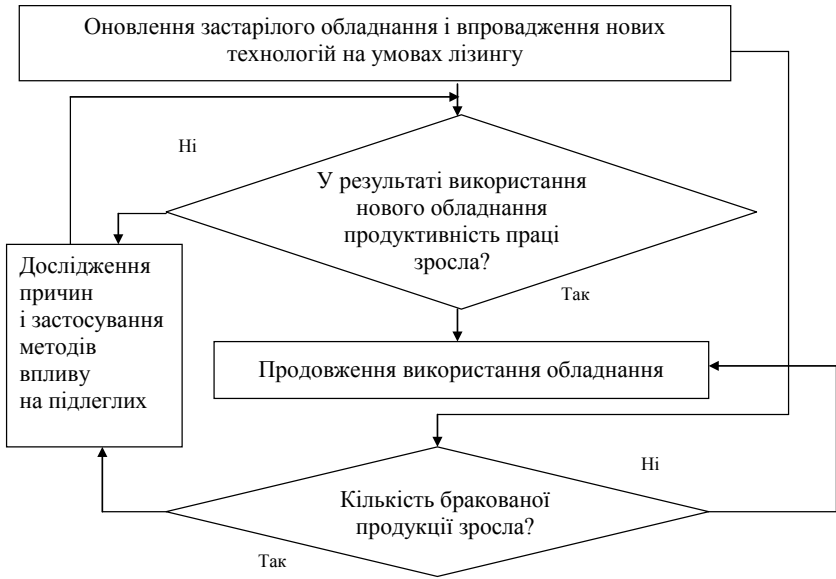 Оновлення застарілого обладнання і впровадження нових
технологій на умовах лізингу
Ні
У результаті використання
нового обладнання
продуктивність праці
зросла?
Дослідження
причин
і застосування
методів
впливу
на підлеглих
Так
Продовження використання обладнання
Ні
Кількість бракованої
продукції зросла?
Так